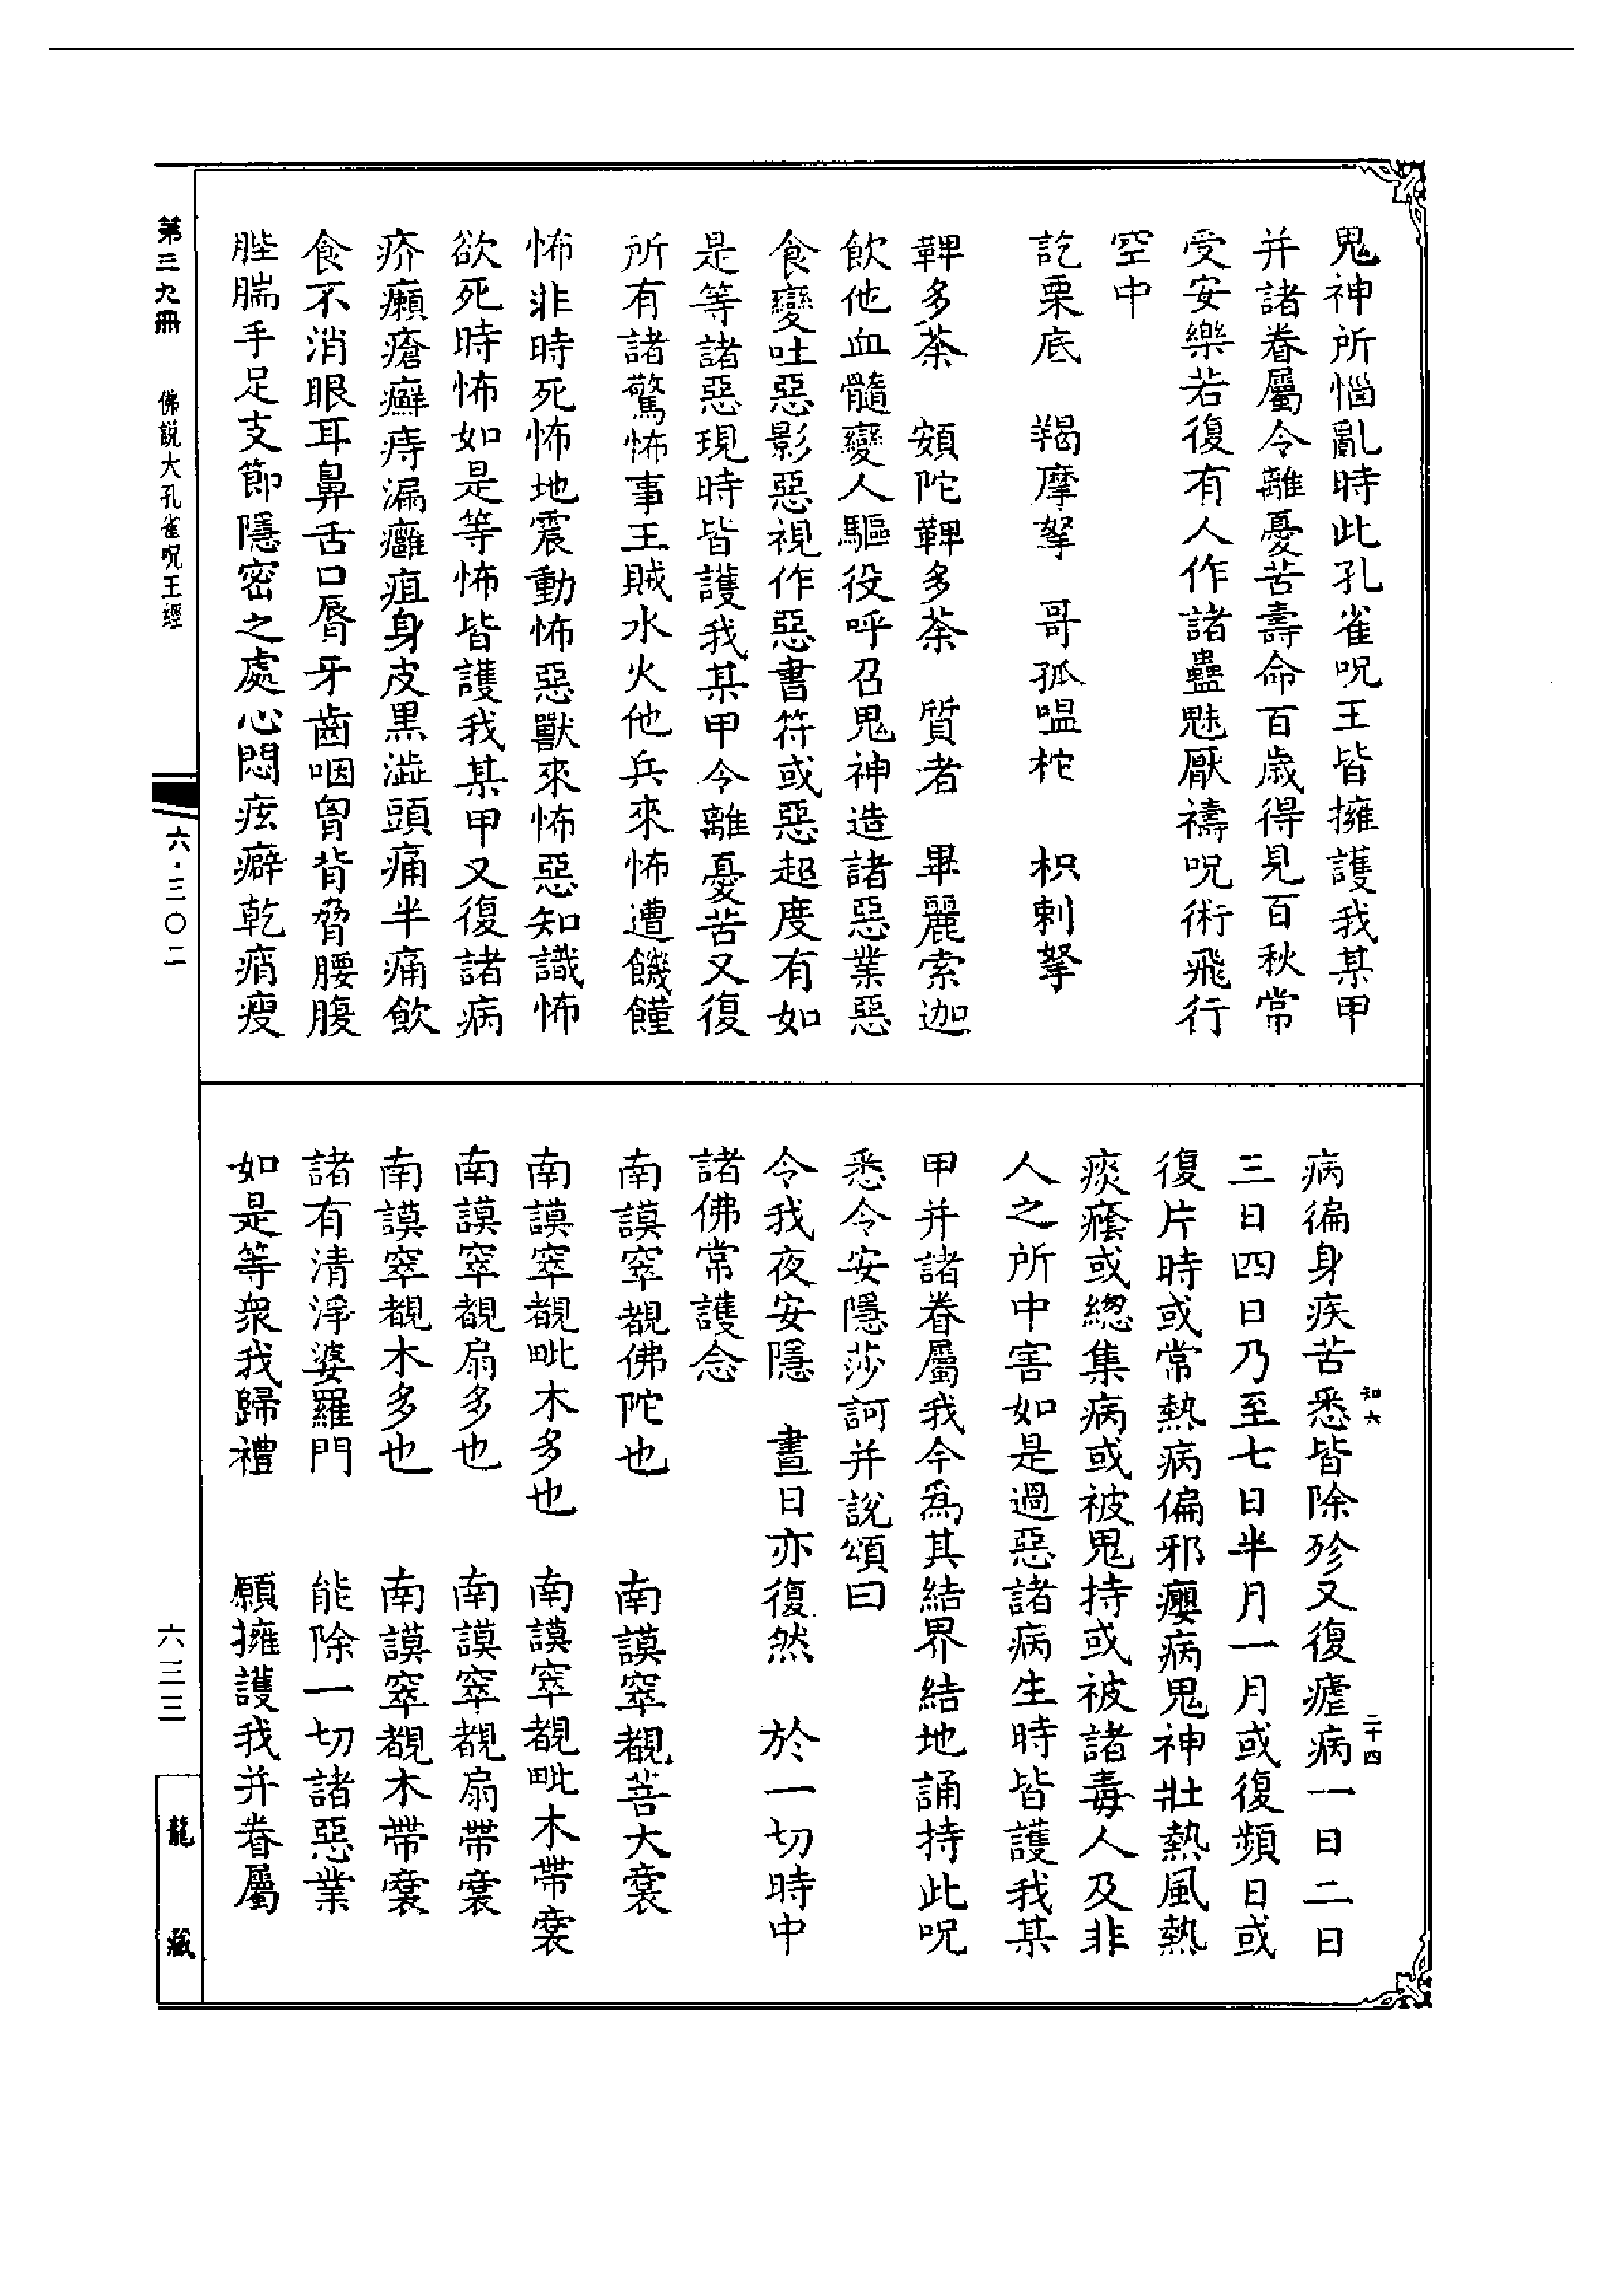 鬼神所惱亂時此孔雀呪王皆擁護我某甲
并諸眷屬令離憂苦壽命百歲得見百秋常
受安樂若復有人作諸蠱魅厭禱呪術飛行
空中
訖栗底　羯摩拏　哥孤嗢柁　枳剌拏
鞞多荼　頞陀鞞多荼　質者　畢麗索迦
飲他血髓變人驅役呼召鬼神造諸惡業惡
食變吐惡影惡視作惡書符或惡超度有如
是等諸惡現時皆護我某甲令離憂苦又復
所有諸驚怖事王賊水火他兵來怖遭饑饉
怖非時死怖地震動怖惡獸來怖惡知識怖
欲死時怖如是等怖皆護我某甲又復諸病
疥癩瘡癬痔漏癰疽身皮黑澁頭痛半痛飲
食不消眼耳鼻舌口脣牙齒咽胷背脅腰腹
䏶腨手足支節隱密之處心悶痃癖乾痟瘦
病徧身疾苦悉皆除殄又復瘧病一日二日
三日四日乃至七日半月一月或復頻日或
復片時或常熱病偏邪癭病鬼神壯熱風熱
痰癊或緫集病或被鬼持或被諸毒人及非
人之所中害如是過惡諸病生時皆護我某
甲并諸眷屬我今爲其結界結地誦持此呪
悉令安隱莎訶并説頌曰
令我夜安隱　晝日亦復然　於一切時中
諸佛常護念
南謨窣覩佛陀也　南謨窣覩菩大裦
南謨窣覩毗木多也　南謨窣覩毗木帶裦
南謨窣覩扇多也　南謨窣覩扇帶裦
南謨窣覩木多也　南謨窣覩木帶裦
諸有清淨婆羅門　能除一切諸惡業
如是等衆我歸禮　願擁護我并眷屬
知六
二十四
第三九冊　佛說大孔雀呪王經
六·三〇二
六三三
龍藏